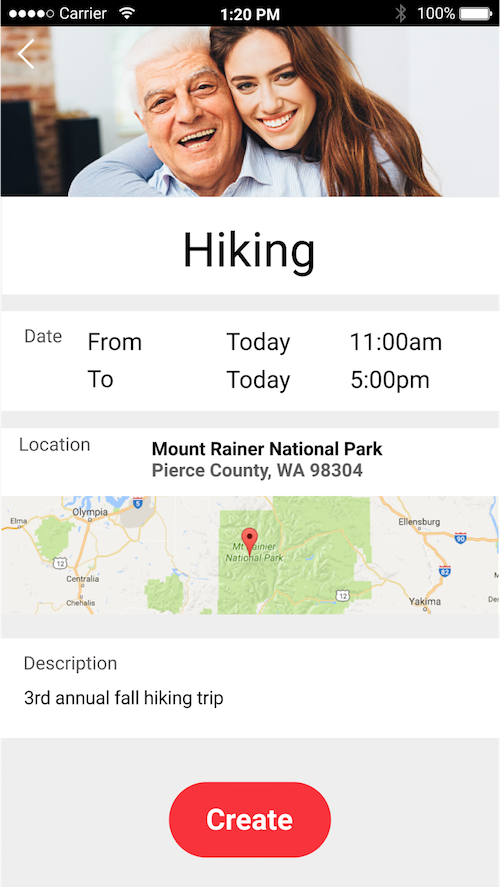 Carrier 1:20 PM 100%
Hiking
Date From Today 11:00am
To Today 5:00pm
Location Mount Rainer National Park
Pierce County, WA 98304
Elma Olympia 5 Ellensburg
90
Mt Rainier
National Park
12
82
Centralia
Chehalis
12
Yakima
Description
3rd annual fall hiking trip
Create